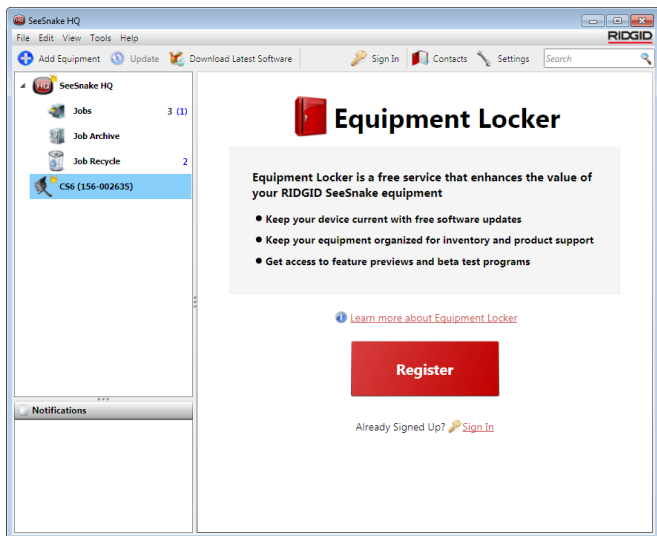 HQ SeeSnake HQ
File Edit View Tools Help
RIDGID
Add Equipment Update Download Latest Software Sign In Contacts Settings Search
HQ SeeSnake HQ
Jobs 3 (1)
Job Archive
Job Recycle 2
CS6 (156-002635)
Notifications
Equipment Locker
Equipment Locker is a free service that enhances the value of
your RIDGID SeeSnake equipment
● Keep your device current with free software updates
● Keep your equipment organized for inventory and product support
● Get access to feature previews and beta test programs
Learn more about Equipment Locker
Register
Already Signed Up? Sign In